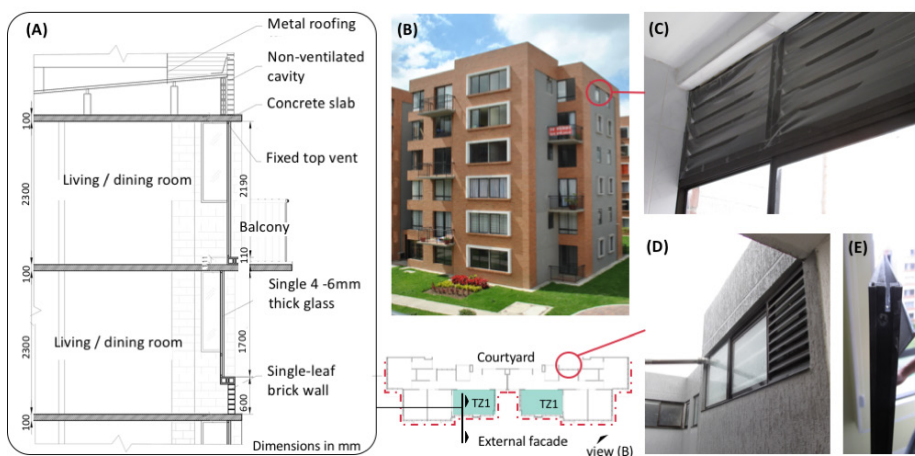 (A)
Metal roofing
Non-ventilated
cavity
Concrete slab
100
Fixed top vent
Living / dining room
2300
2190
Balcony
110
100
Single 4 -6mm
thick glass
Living / dining room
2300
1700
Single-leaf
brick wall
600
100
Dimensions in mm
(B)
Courtyard
TZ1
TZ1
External facade
view (B)
(C)
(D)
(E)